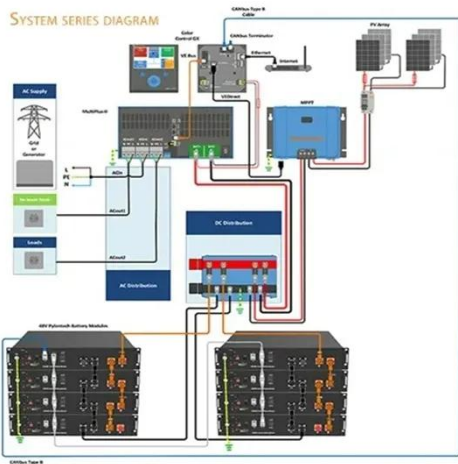 SYSTEM SERIES DIAGRAM
CANbus Type B
Cable
Color
Control GX
CANbus Terminator
VE.Bus
Ethernet
Internet
PV Array
AC Supply
MultiPlus-II
VE.Direct
MPPT
Grid
or
Generator
L
PE
N
ACin
ACout1
Loads
DC Distribution
ACout2
AC Distribution
48V Pylontech Battery Modules
CANbus Type B